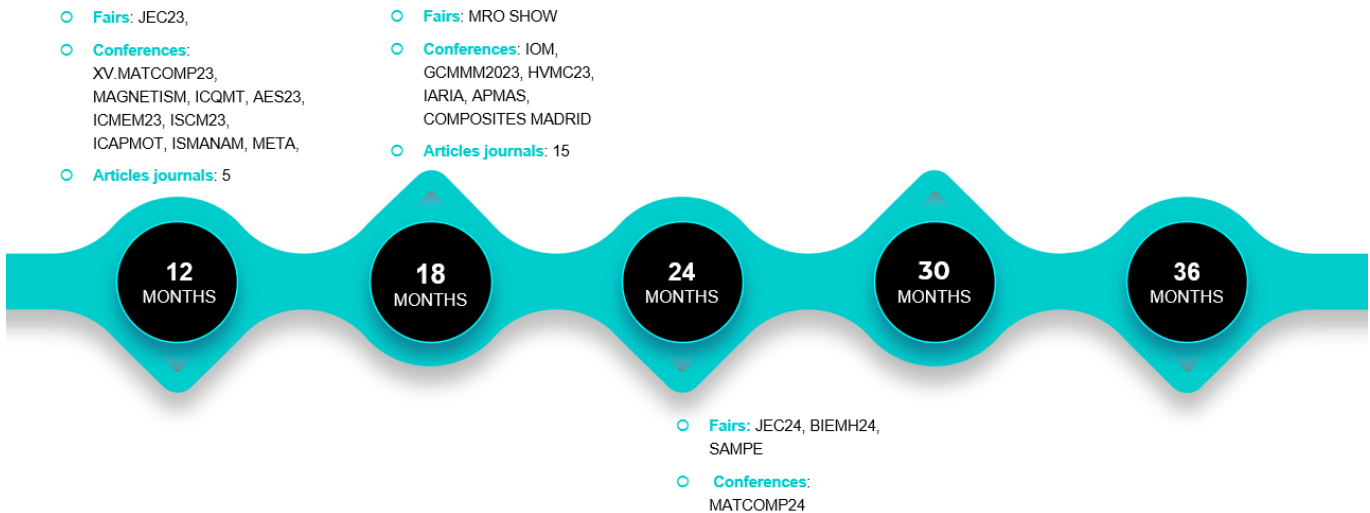 Fairs: JEC23,
Conferences:
XV.MATCOMP23,
MAGNETISM, ICQMT, AES23,
ICMEM23, ISCM23,
ICAPMOT, ISMANAM, META,
Articles journals: 5
Fairs: MRO SHOW
Conferences: IOM,
GCMMM2023, HVMC23,
IARIA, APMAS,
COMPOSITES MADRID
Articles journals: 15
12
MONTHS
18
MONTHS
24
MONTHS
30
MONTHS
36
MONTHS
Fairs: JEC24, BIEMH24,
SAMPE
Conferences:
MATCOMP24